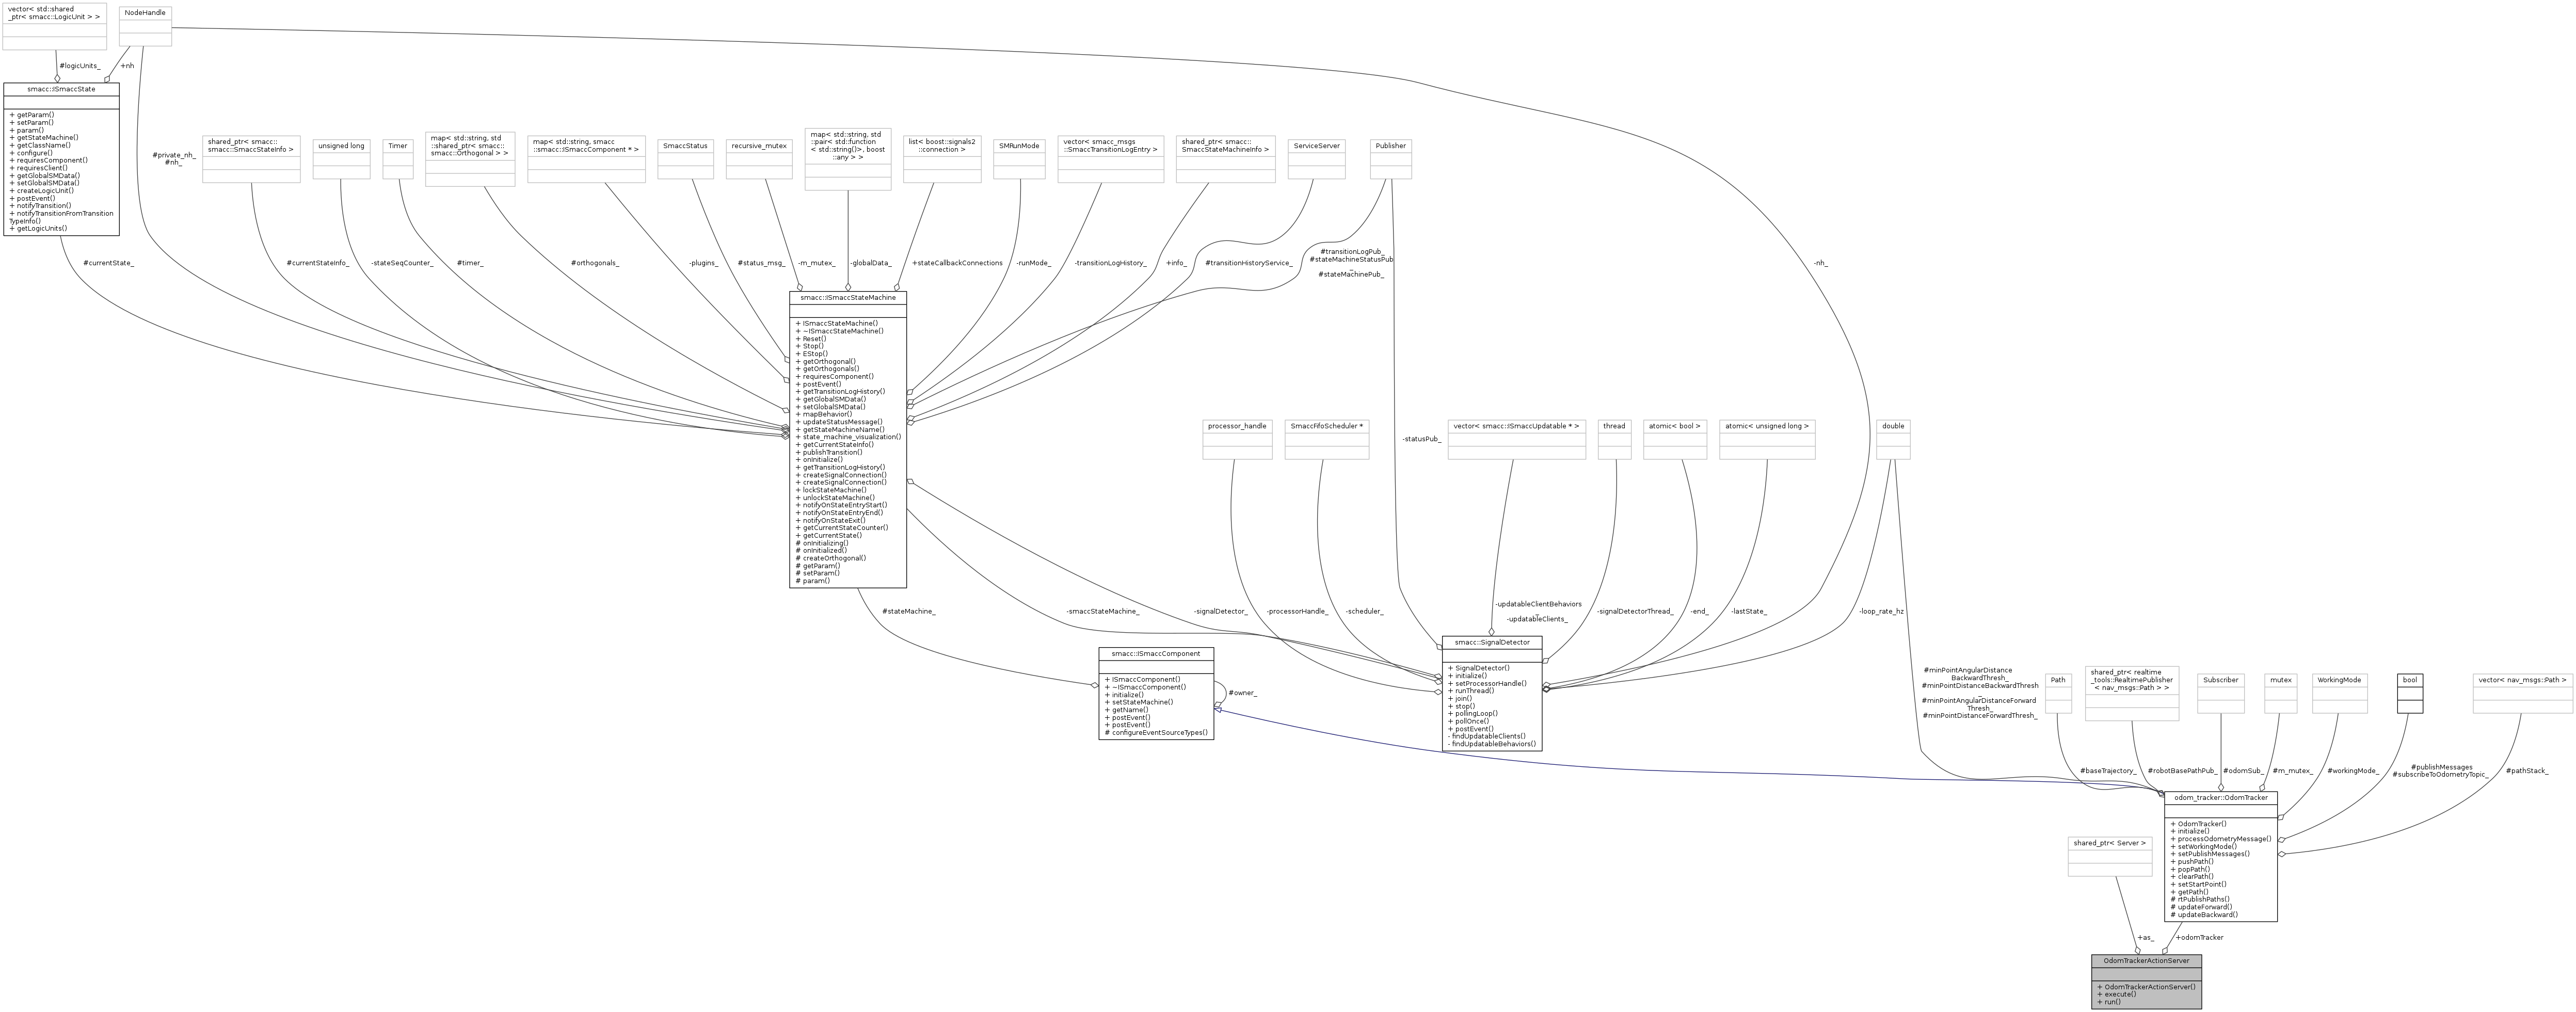 vector< std::shared
_ptr< smacc::LogicUnit > >
NodeHandle
#logicUnits_
+nh
smacc::ISmaccState
+ getParam()
+ setParam()
+ param()
+ getStateMachine()
+ getClassName()
+ configure()
+ requiresComponent()
+ requiresClient()
+ getGlobalSMData()
+ setGlobalSMData()
+ createLogicUnit()
+ postEvent()
+ notifyTransition()
+ notifyTransitionFromTransition
TypeInfo()
+ getLogicUnits()
#private_nh_
#nh_
shared_ptr< smacc::
smacc::SmaccStateInfo >
unsigned long
Timer
map< std::string, std
::shared_ptr< smacc::
smacc::Orthogonal > >
map< std::string, smacc
::smacc::ISmaccComponent * >
SmaccStatus
recursive_mutex
map< std::string, std
::pair< std::function
< std::string()>, boost
::any > >
list< boost::signals2
::connection >
SMRunMode
vector< smacc_msgs
::SmaccTransitionLogEntry >
shared_ptr< smacc::
SmaccStateMachineInfo >
ServiceServer
Publisher
#currentState_
#currentStateInfo_
-stateSeqCounter_
#timer_
#orthogonals_
-plugins_
#status_msg_
-m_mutex_
-globalData_
+stateCallbackConnections
-runMode_
-transitionLogHistory_
+info_
#transitionHistoryService_
#transitionLogPub_
#stateMachineStatusPub
_
#stateMachinePub_
-nh_
smacc::ISmaccStateMachine
+ ISmaccStateMachine()
+ ~ISmaccStateMachine()
+ Reset()
+ Stop()
+ EStop()
+ getOrthogonal()
+ getOrthogonals()
+ requiresComponent()
+ postEvent()
+ getTransitionLogHistory()
+ getGlobalSMData()
+ setGlobalSMData()
+ mapBehavior()
+ updateStatusMessage()
+ getStateMachineName()
+ state_machine_visualization()
+ getCurrentStateInfo()
+ publishTransition()
+ onInitialize()
+ getTransitionLogHistory()
+ createSignalConnection()
+ createSignalConnection()
+ lockStateMachine()
+ unlockStateMachine()
+ notifyOnStateEntryStart()
+ notifyOnStateEntryEnd()
+ notifyOnStateExit()
+ getCurrentStateCounter()
+ getCurrentState()
# onInitializing()
# onInitialized()
# createOrthogonal()
# getParam()
# setParam()
# param()
processor_handle
SmaccFifoScheduler *
-statusPub_
vector< smacc::ISmaccUpdatable * >
thread
atomic< bool >
atomic< unsigned long >
double
#stateMachine_
-smaccStateMachine_
-signalDetector_
-processorHandle_
-scheduler_
-updatableClientBehaviors
_
-updatableClients_
-signalDetectorThread_
-end_
-lastState_
-loop_rate_hz
smacc::ISmaccComponent
+ ISmaccComponent()
+ ~ISmaccComponent()
+ initialize()
+ setStateMachine()
+ getName()
+ postEvent()
+ postEvent()
# configureEventSourceTypes()
#owner_
smacc::SignalDetector
+ SignalDetector()
+ initialize()
+ setProcessorHandle()
+ runThread()
+ join()
+ stop()
+ pollingLoop()
+ pollOnce()
+ postEvent()
- findUpdatableClients()
- findUpdatableBehaviors()
#minPointAngularDistance
BackwardThresh_
#minPointDistanceBackwardThresh
_
#minPointAngularDistanceForward
Thresh_
#minPointDistanceForwardThresh_
Path
shared_ptr< realtime
_tools::RealtimePublisher
< nav_msgs::Path > >
Subscriber
mutex
WorkingMode
bool
vector< nav_msgs::Path >
#baseTrajectory_
#robotBasePathPub_
#odomSub_
#m_mutex_
#workingMode_
#publishMessages
#subscribeToOdometryTopic_
#pathStack_
odom_tracker::OdomTracker
+ OdomTracker()
+ initialize()
+ processOdometryMessage()
+ setWorkingMode()
+ setPublishMessages()
+ pushPath()
+ popPath()
+ clearPath()
+ setStartPoint()
+ getPath()
# rtPublishPaths()
# updateForward()
# updateBackward()
shared_ptr< Server >
+as_
+odomTracker
OdomTrackerActionServer
+ OdomTrackerActionServer()
+ execute()
+ run()